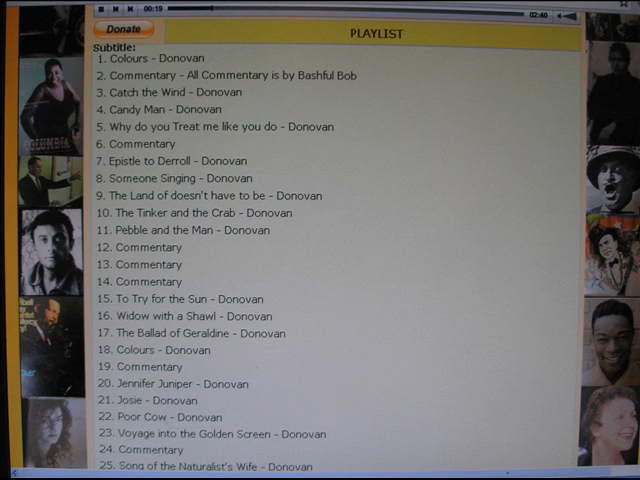 00:19
02:40
Donate
PLAYLIST
Subtitle:
1. Colours - Donovan
2. Commentary - All Commentary is by Bashful Bob
3. Catch the Wind - Donovan
4. Candy Man - Donovan
5. Why do you Treat me like you do - Donovan
6. Commentary
7. Epistle to Derroll - Donovan
8. Someone Singing - Donovan
9. The Land of doesn't have to be - Donovan
10. The Tinker and the Crab - Donovan
11. Pebble and the Man - Donovan
12. Commentary
13. Commentary
14. Commentary
15. To Try for the Sun - Donovan
16. Widow with a Shawl - Donovan
17. The Ballad of Geraldine - Donovan
18. Colours - Donovan
19. Commentary
20. Jennifer Juniper - Donovan
21. Josie - Donovan
22. Poor Cow - Donovan
23. Voyage into the Golden Screen - Donovan
24. Commentary
25. Song of the Naturalist's Wife - Donovan
COLUMBIA